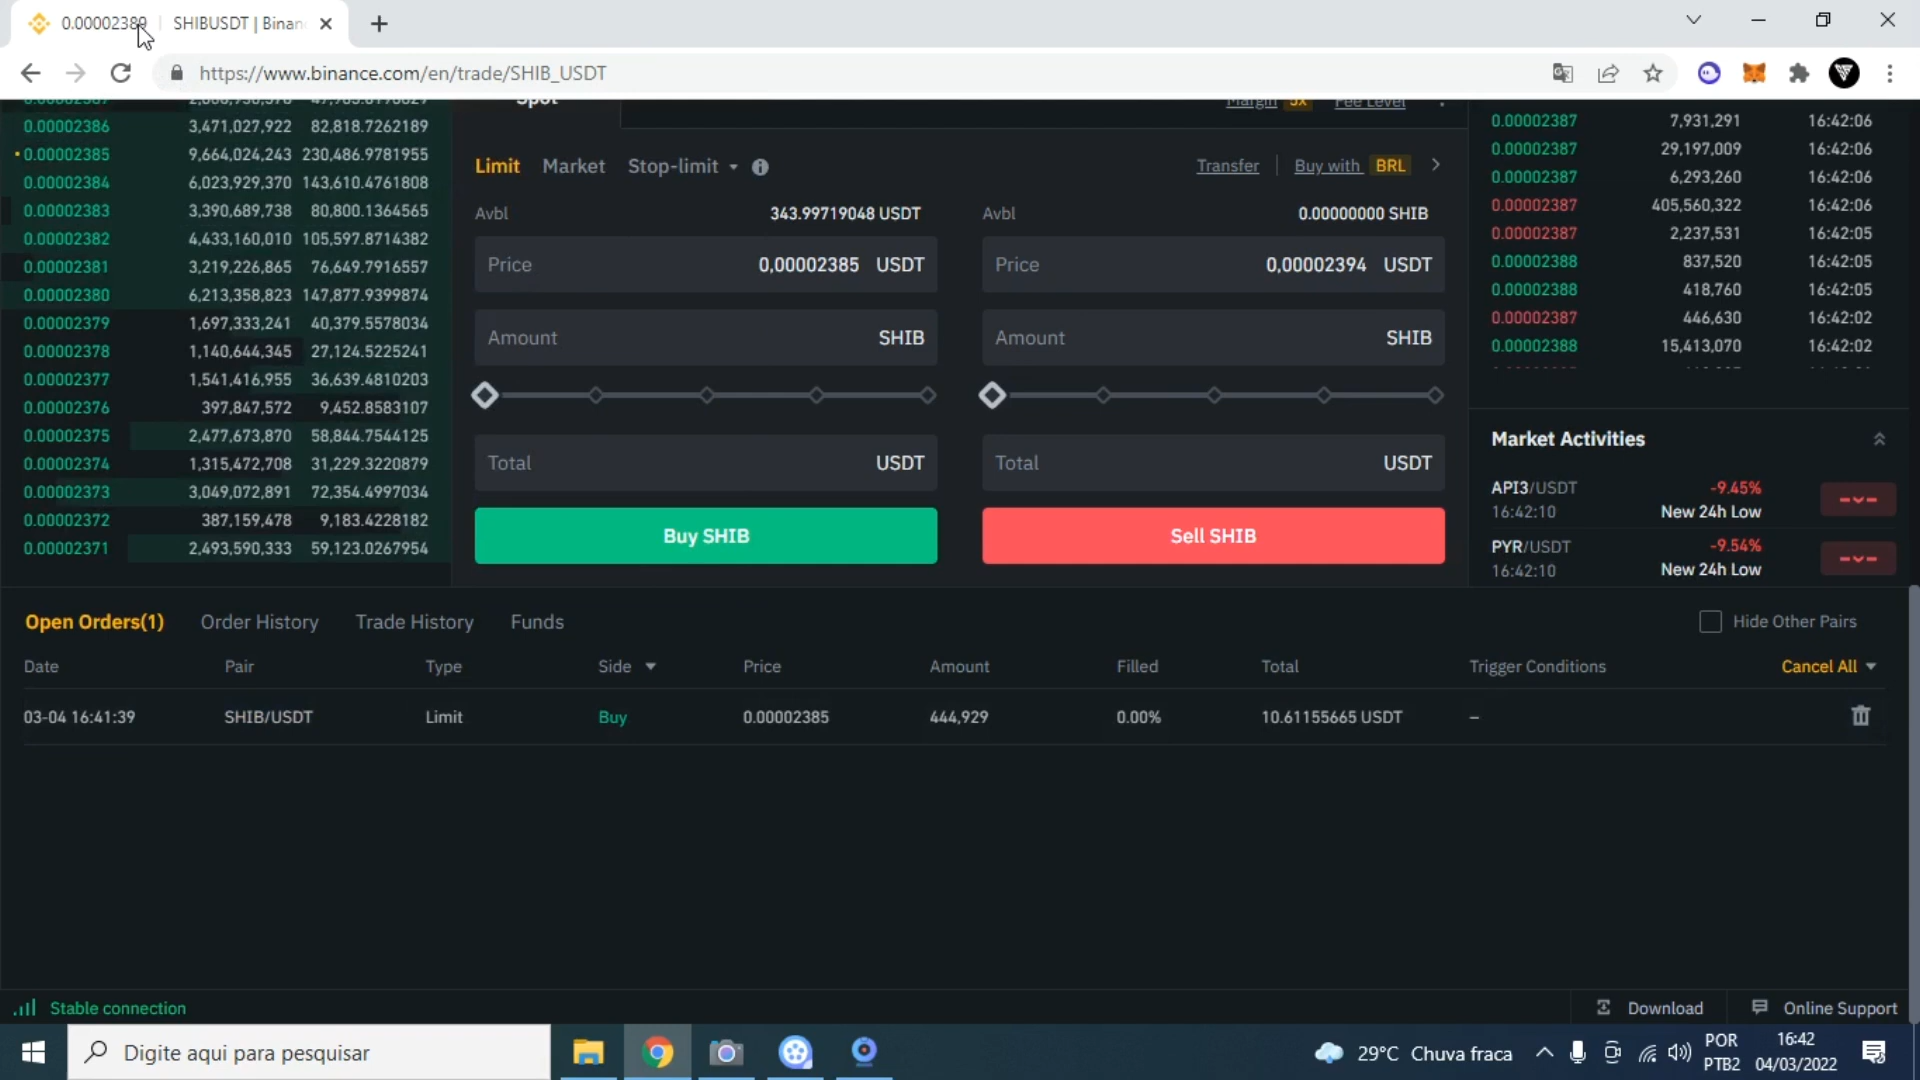 0.00002389 | SHIBUSDT | Binan
https://www.binance.com/en/trade/SHIB_USDT
Spot
Margin 5x Fee Level
0.00002386 3,471,027,922 82,818.7262189
0.00002385 9,664,024,243 230,486.9781955
0.00002384 6,023,929,370 143,610.4761808
0.00002383 3,390,689,738 80,800.1364565
0.00002382 4,433,160,010 105,597.8714382
0.00002381 3,219,226,865 76,649.7916557
0.00002380 6,213,358,823 147,877.9399874
0.00002379 1,697,333,241 40,379.5578034
0.00002378 1,140,644,345 27,124.5225241
0.00002377 1,541,416,955 36,639.4810203
0.00002376 397,847,572 9,452.8583107
0.00002375 2,477,673,870 58,844.7544125
0.00002374 1,315,472,708 31,229.3220879
0.00002373 3,049,072,891 72,354.4997034
0.00002372 387,159,478 9,183.4228182
0.00002371 2,493,590,333 59,123.0267954
Limit Market Stop-limit
Transfer Buy with BRL
Avbl 343.99719048 USDT
Price 0,00002385 USDT
Amount SHIB
Total USDT
Buy SHIB
Avbl 0.00000000 SHIB
Price 0,00002394 USDT
Amount SHIB
Total USDT
Sell SHIB
0.00002387 7,931,291 16:42:06
0.00002387 29,197,009 16:42:06
0.00002387 6,293,260 16:42:06
0.00002387 405,560,322 16:42:06
0.00002387 2,237,531 16:42:05
0.00002388 837,520 16:42:05
0.00002388 418,760 16:42:05
0.00002387 446,630 16:42:02
0.00002388 15,413,070 16:42:02
Market Activities
API3/USDT -9.45%
16:42:10 New 24h Low
PYR/USDT -9.54%
16:42:10 New 24h Low
Open Orders(1) Order History Trade History Funds Hide Other Pairs
Date Pair Type Side Price Amount Filled Total Trigger Conditions Cancel All
03-04 16:41:39 SHIB/USDT Limit Buy 0.00002385 444,929 0.00% 10.61155665 USDT –
Stable connection Download Online Support
Digite aqui para pesquisar
29°C Chuva fraca
POR
PTB2
16:42
04/03/2022